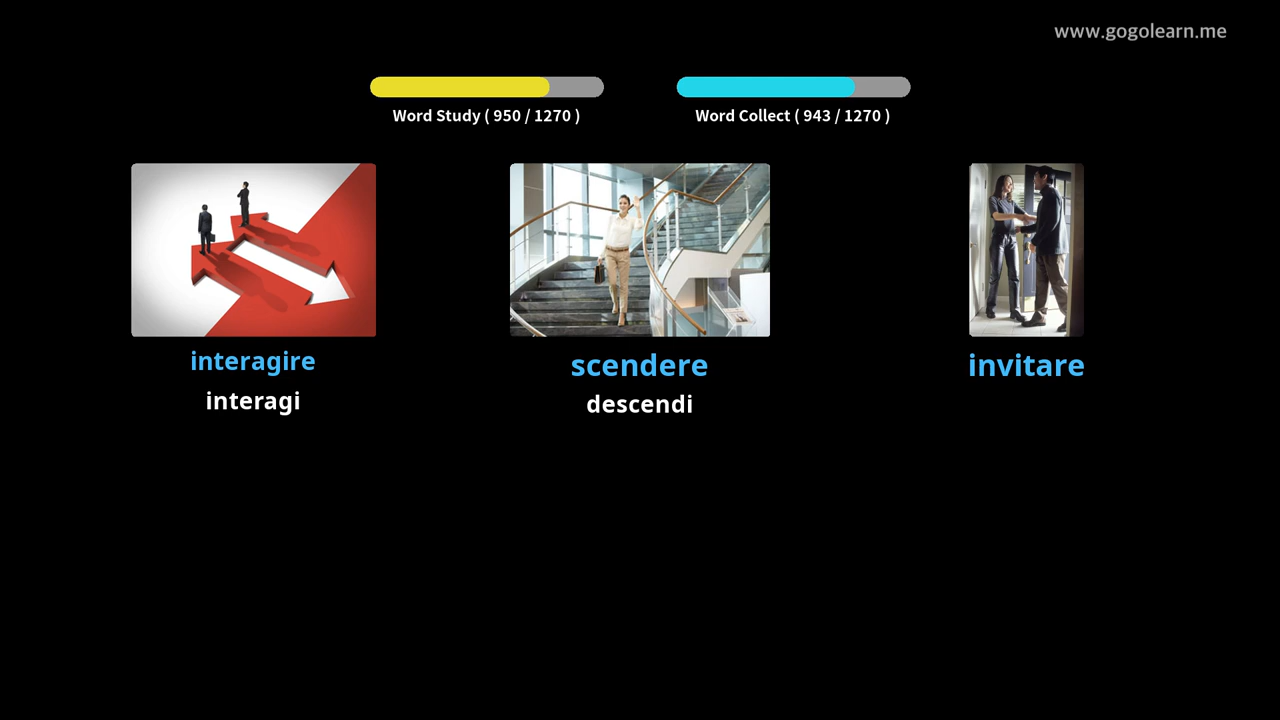 www.gogolearn.me
Word Study ( 950 / 1270 )
Word Collect ( 943 / 1270 )
interagire
interagi
scendere
descendi
invitare